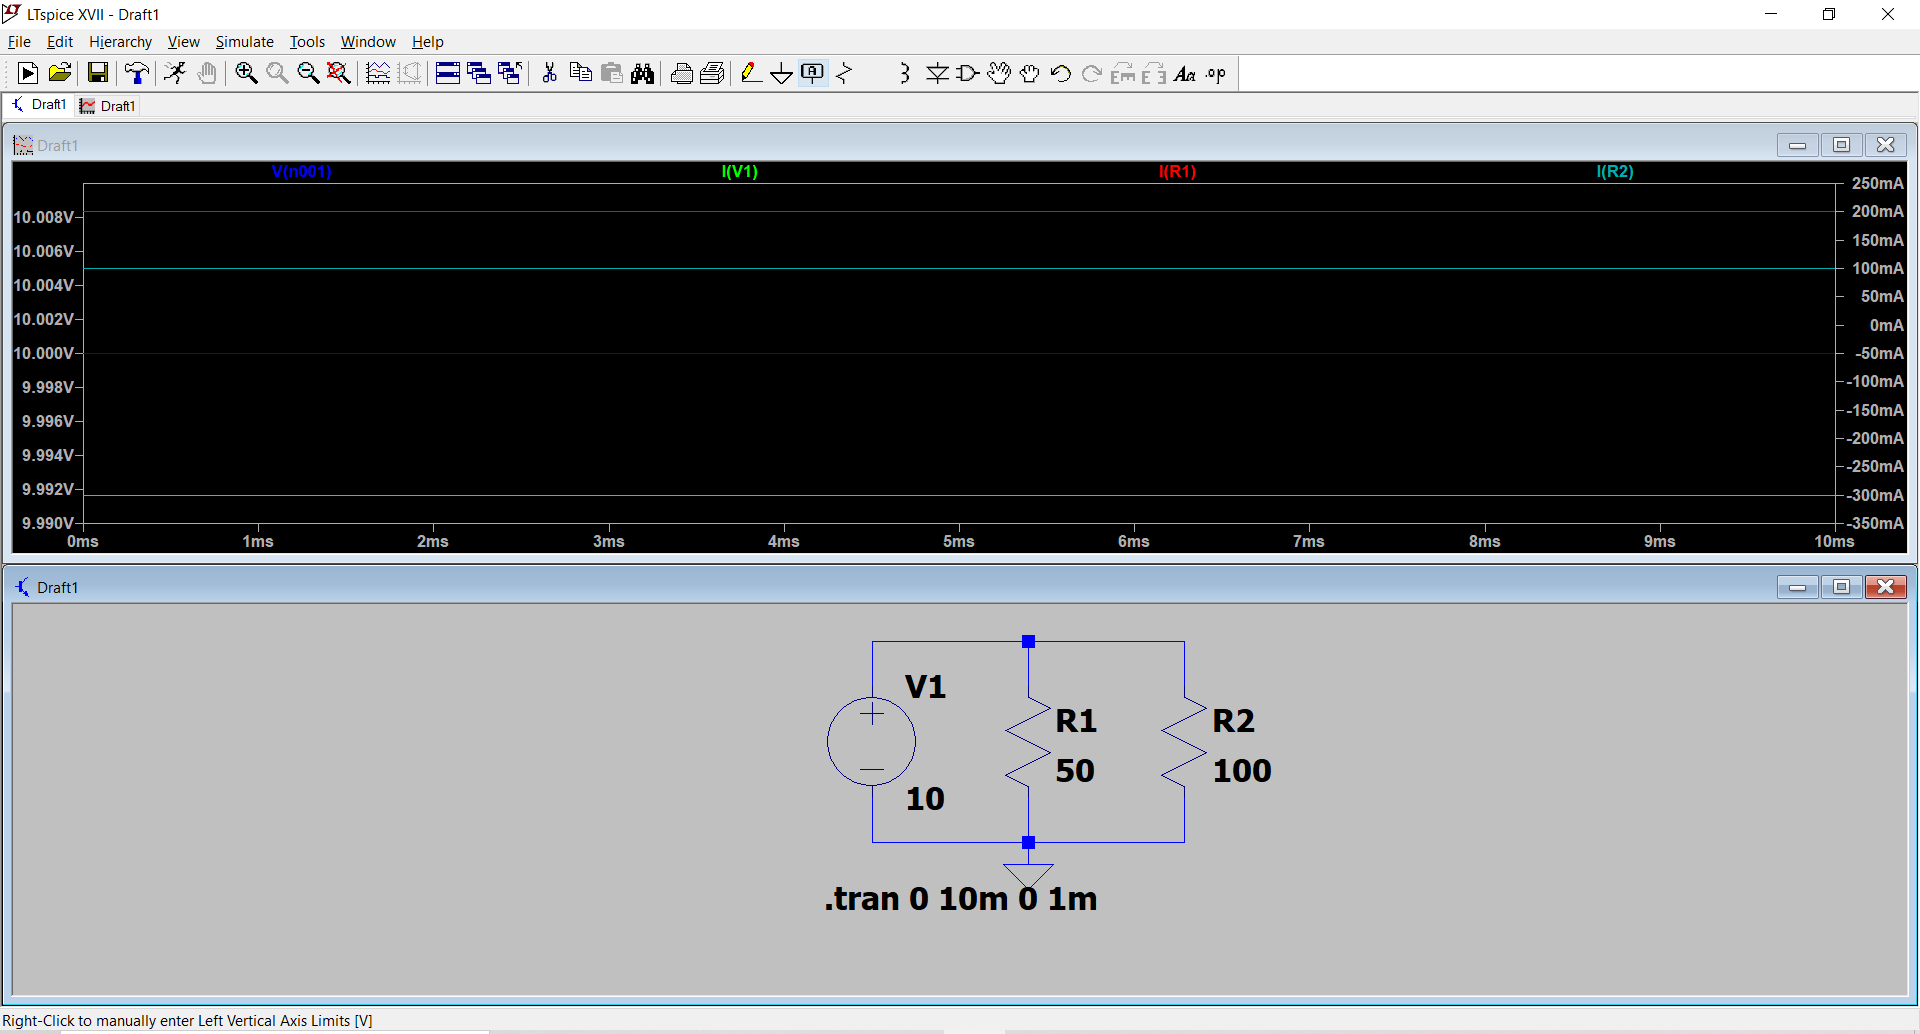 LTspice XVII - Draft1
File Edit Hierarchy View Simulate Tools Window Help
Aa .op
Draft1 Draft1
Draft1
V(n001) I(V1) I(R1) I(R2)
10.008V
10.006V
10.004V
10.002V
10.000V
9.998V
9.996V
9.994V
9.992V
9.990V
250mA
200mA
150mA
100mA
50mA
0mA
-50mA
-100mA
-150mA
-200mA
-250mA
-300mA
-350mA
0ms 1ms 2ms 3ms 4ms 5ms 6ms 7ms 8ms 9ms 10ms
Draft1
V1
10
R1
50
R2
100
.tran 0 10m 0 1m
Right-Click to manually enter Left Vertical Axis Limits [V]